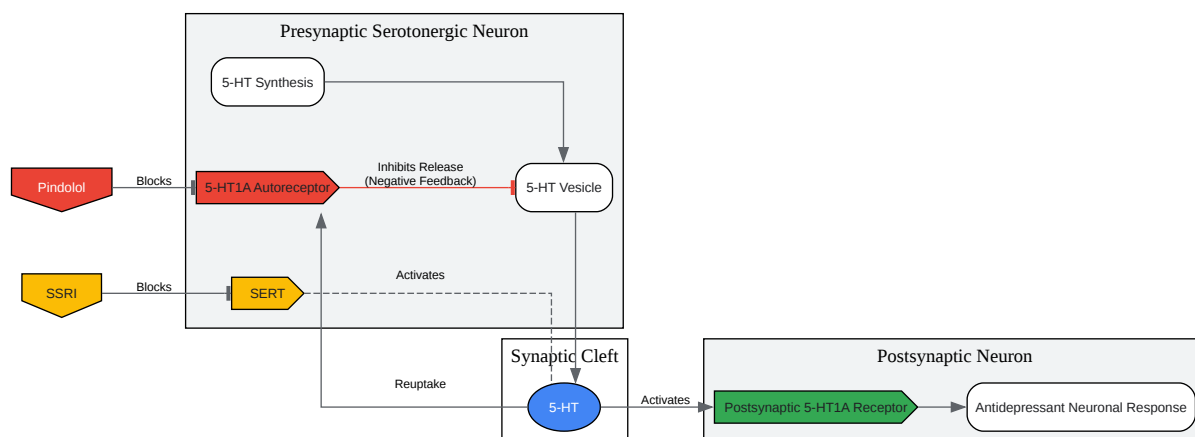 Presynaptic Serotonergic Neuron
5-HT Synthesis
Inhibits Release
(Negative Feedback)
Pindolol
Blocks
5-HT1A Autoreceptor
5-HT Vesicle
Activates
SSRI
Blocks
SERT
Synaptic Cleft
Postsynaptic Neuron
Reuptake
5-HT
Activates
Postsynaptic 5-HT1A Receptor
Antidepressant Neuronal Response